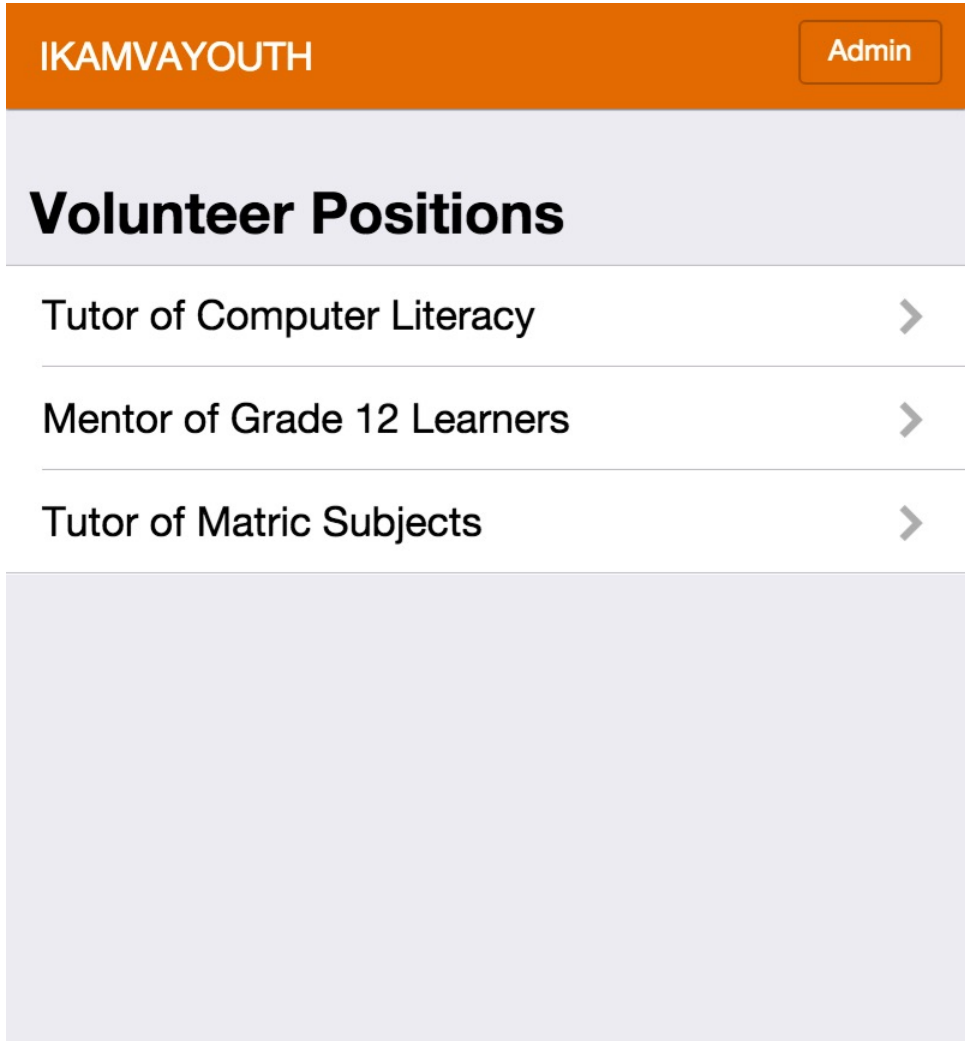 IKAMVAYOUTH
Admin
Volunteer Positions
Tutor of Computer Literacy
Mentor of Grade 12 Learners
Tutor of Matric Subjects